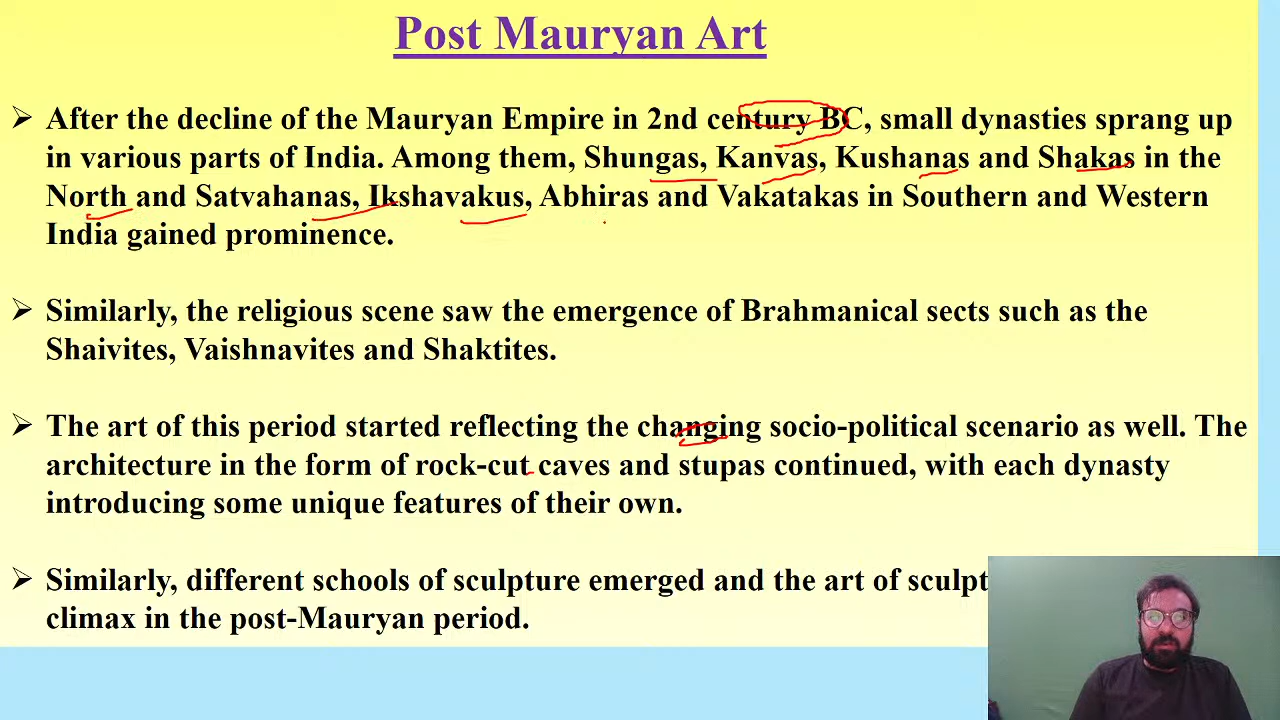 Post Mauryan Art
➢ After the decline of the Mauryan Empire in 2nd century BC, small dynasties sprang up
in various parts of India. Among them, Shungas, Kanvas, Kushanas and Shakas in the
North and Satvahanas, Ikshavakus, Abhiras and Vakatakas in Southern and Western
India gained prominence.
➢ Similarly, the religious scene saw the emergence of Brahmanical sects such as the
Shaivites, Vaishnavites and Shaktites.
➢ The art of this period started reflecting the changing socio-political scenario as well. The
architecture in the form of rock-cut caves and stupas continued, with each dynasty
introducing some unique features of their own.
➢ Similarly, different schools of sculpture emerged and the art of sculpt
climax in the post-Mauryan period.